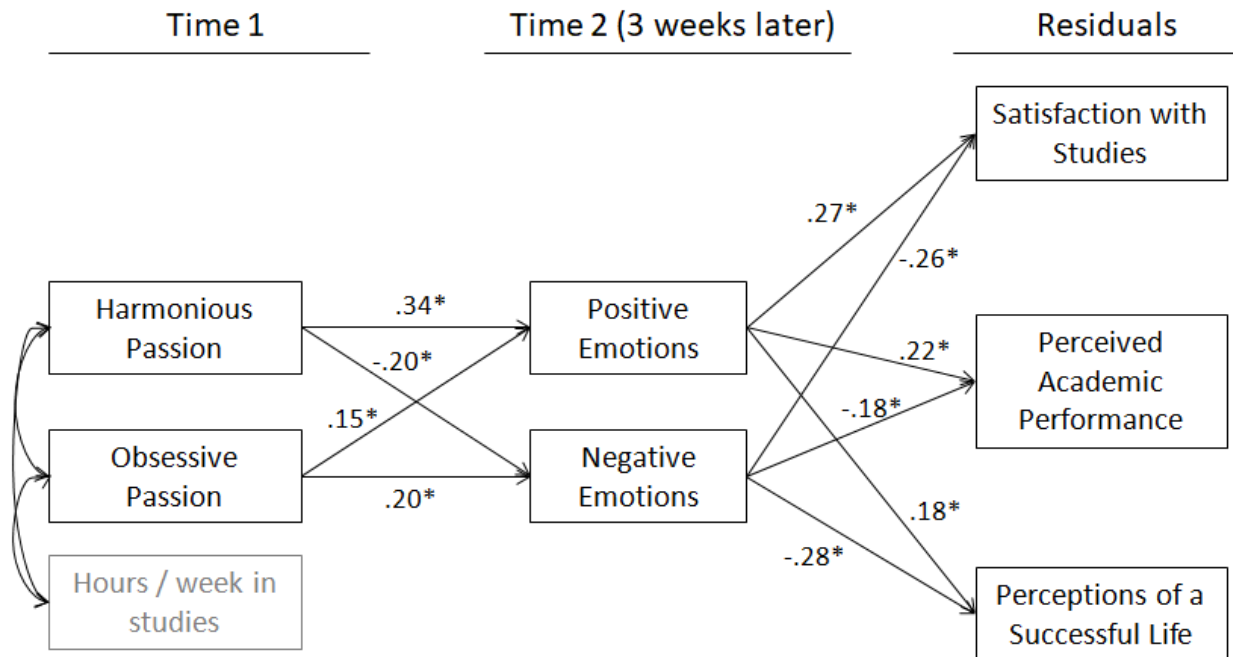 Time 1
Time 2 (3 weeks later)
Residuals
Satisfaction with
Studies
.27*
-.26*
Harmonious
Passion
.34*
Positive
Emotions
-.20*
.22*
Perceived
Academic
Performance
.15*
-.18*
Obsessive
Passion
.20*
Negative
Emotions
.18*
-.28*
Hours / week in
studies
Perceptions of a
Successful Life